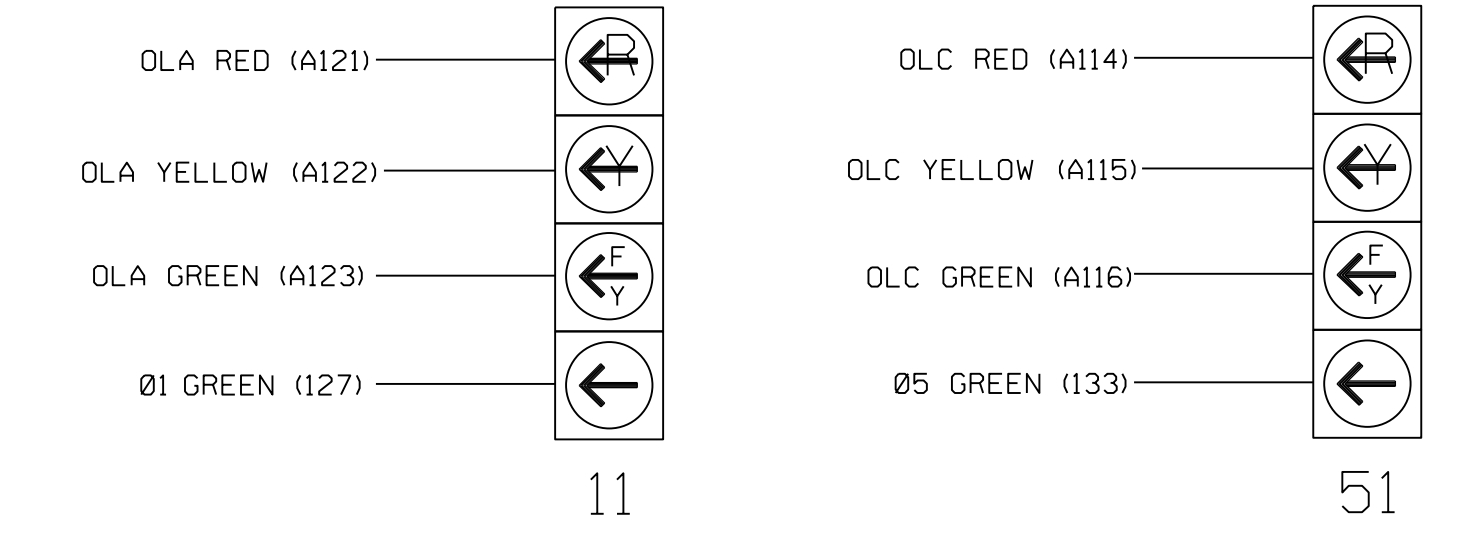 OLA RED (A121)
R
OLA YELLOW (A122)
Y
OLA GREEN (A123)
F
Y
Ø1 GREEN (127)
11
OLC RED (A114)
R
OLC YELLOW (A115)
Y
OLC GREEN (A116)
F
Y
Ø5 GREEN (133)
51